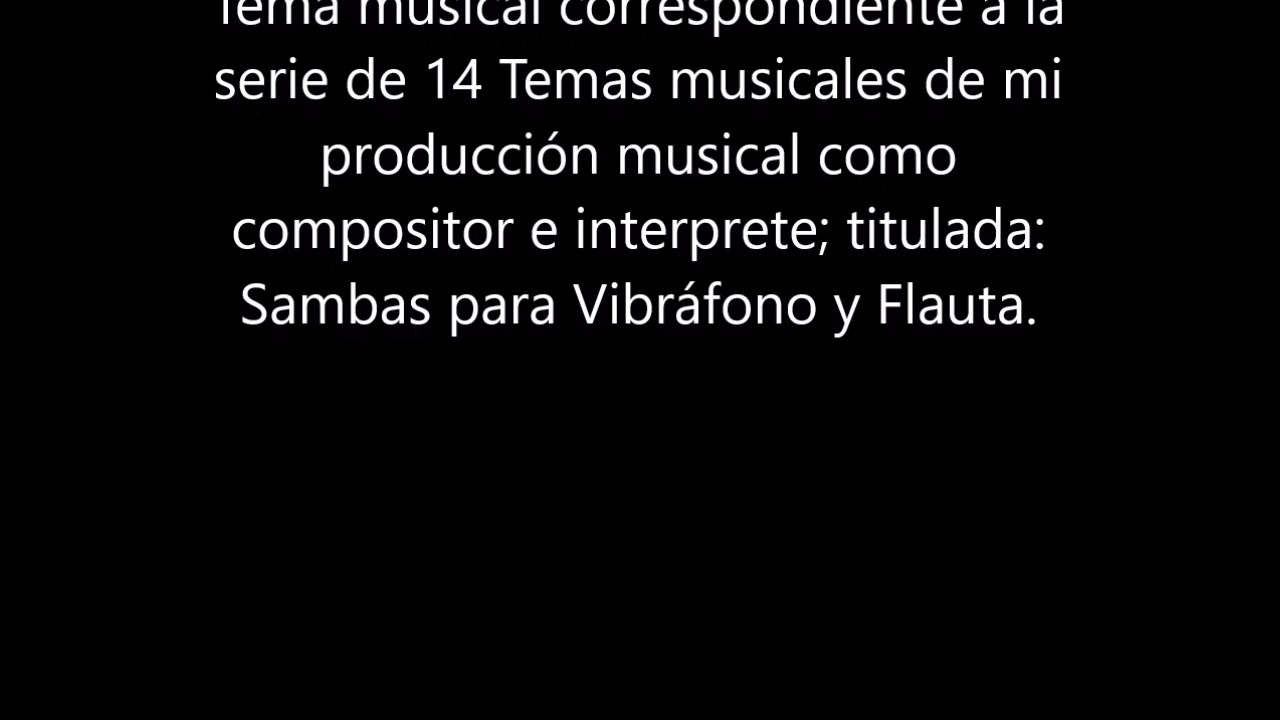 Tema musical correspondiente a la
serie de 14 Temas musicales de mi
producción musical como
compositor e interprete; titulada:
Sambas para Vibráfono y Flauta.